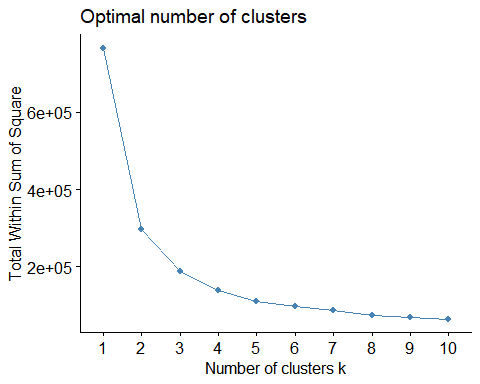 Optimal number of clusters
Total Within Sum of Square
6e+05
4e+05
2e+05
1 2 3 4 5 6 7 8 9 10
Number of clusters k